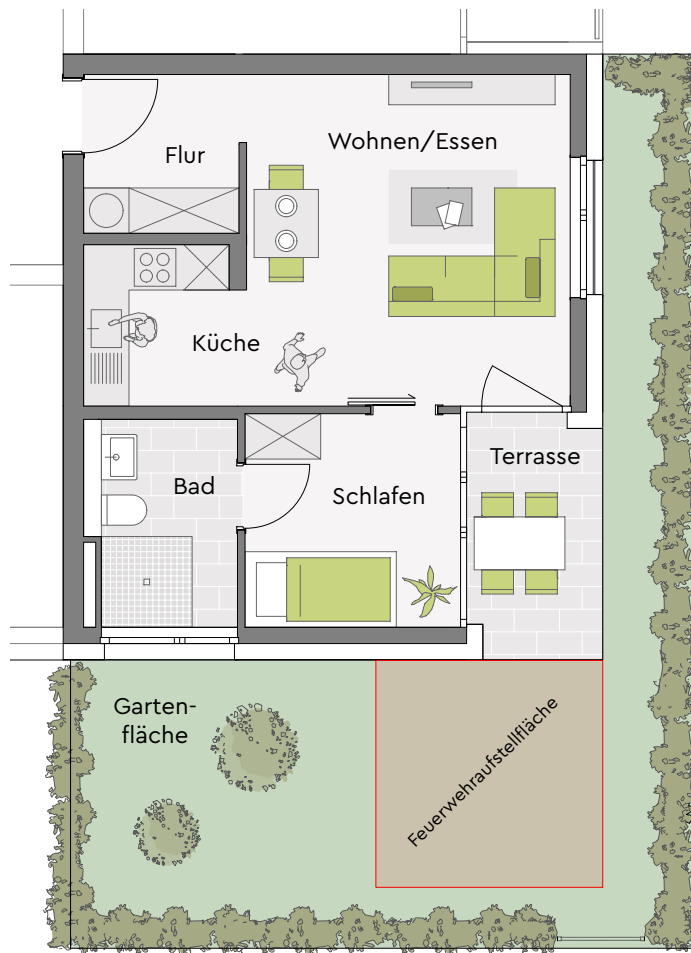 Flur
Wohnen/Essen
Küche
Bad
Schlafen
Terrasse
Garten-
fläche
Feuerwehraufstellfläche